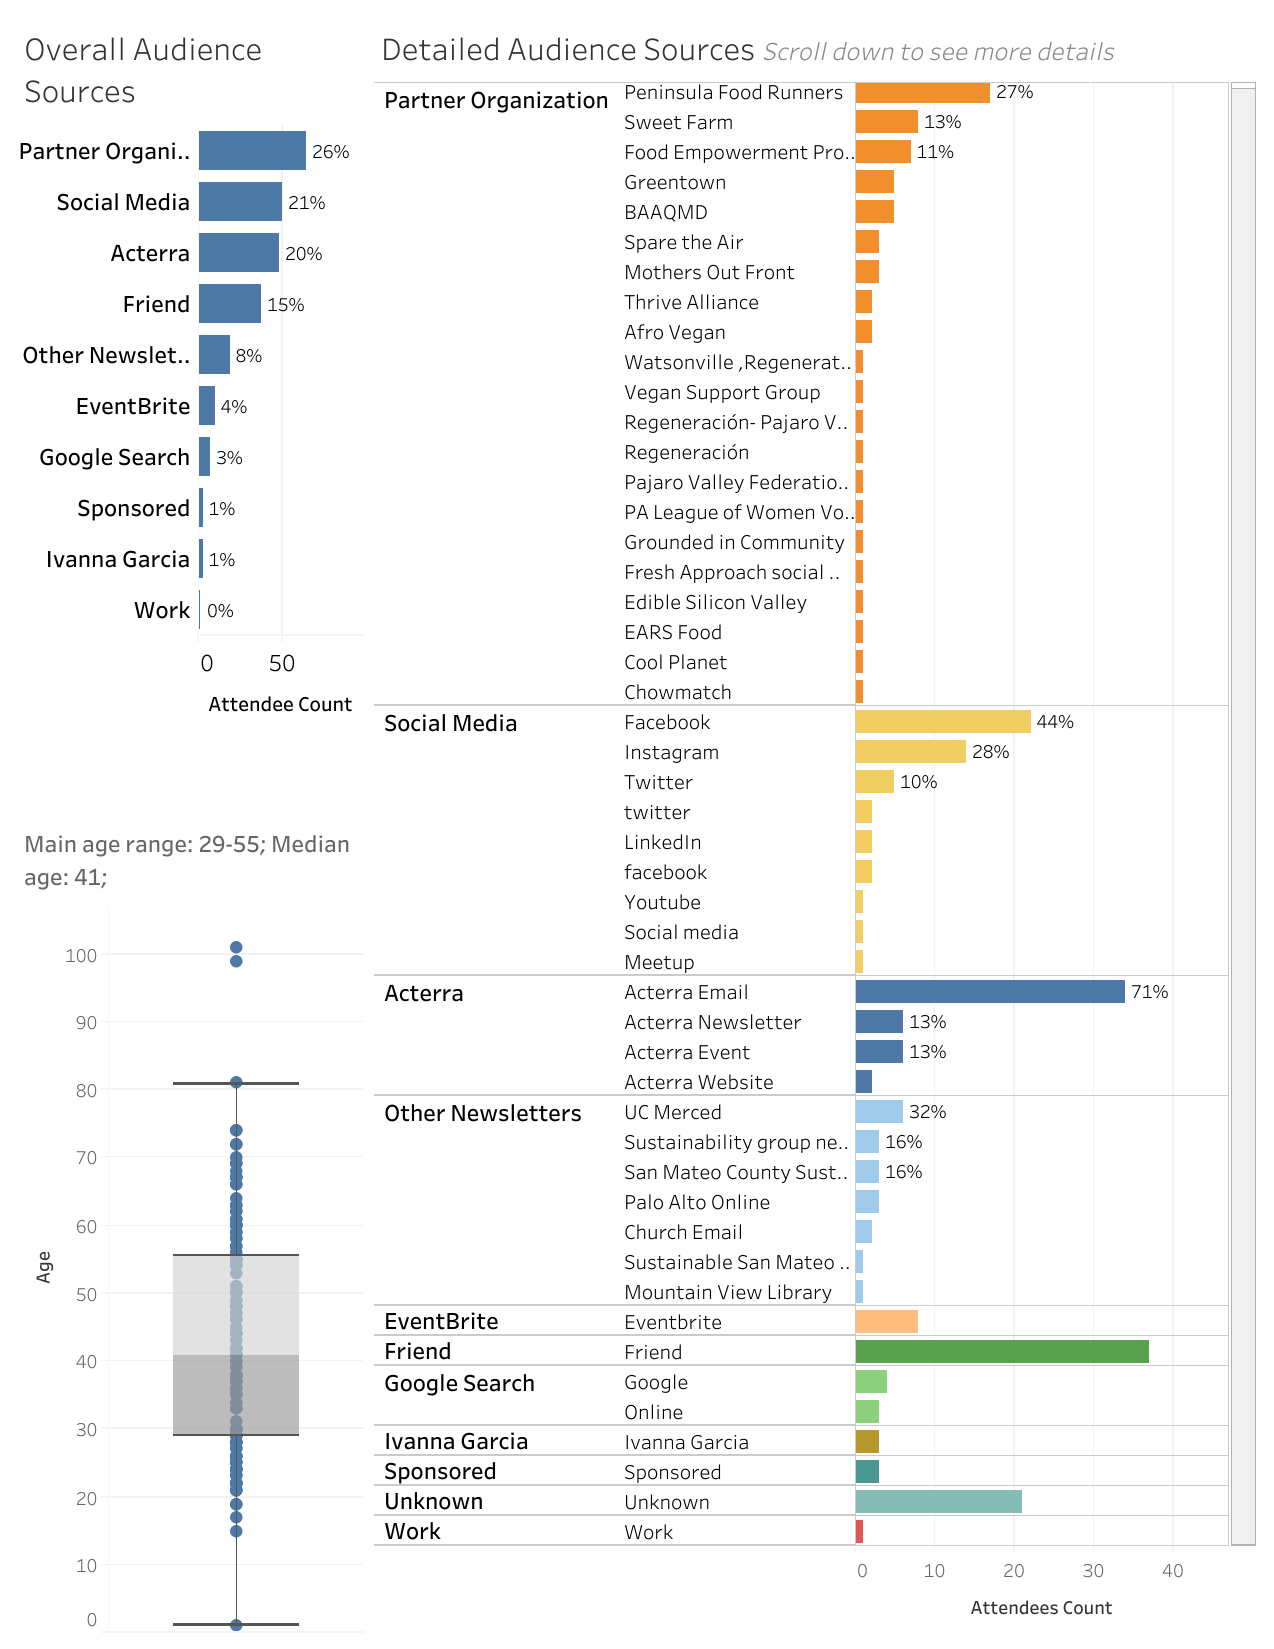 Overall Audience
Sources
Partner Organi.. 26%
Social Media 21%
Acterra 20%
Friend 15%
Other Newslet.. 8%
EventBrite 4%
Google Search 3%
Sponsored 1%
Ivanna Garcia 1%
Work 0%
0 50
Attendee Count
Main age range: 29-55; Median
age: 41;
100
90
80
70
60
50
40
30
20
10
0
Age
Detailed Audience Sources Scroll down to see more details
Partner Organization Peninsula Food Runners 27%
Sweet Farm 13%
Food Empowerment Pro.. 11%
Greentown
BAAQMD
Spare the Air
Mothers Out Front
Thrive Alliance
Afro Vegan
Watsonville ,Regenerat..
Vegan Support Group
Regeneración- Pajaro V..
Regeneración
Pajaro Valley Federatio..
PA League of Women Vo..
Grounded in Community
Fresh Approach social ..
Edible Silicon Valley
EARS Food
Cool Planet
Chowmatch
Social Media Facebook 44%
Instagram 28%
Twitter 10%
twitter
LinkedIn
facebook
Youtube
Social media
Meetup
Acterra Acterra Email 71%
Acterra Newsletter 13%
Acterra Event 13%
Acterra Website
Other Newsletters UC Merced 32%
Sustainability group ne.. 16%
San Mateo County Sust.. 16%
Palo Alto Online
Church Email
Sustainable San Mateo ..
Mountain View Library
EventBrite Eventbrite
Friend Friend
Google Search Google
Online
Ivanna Garcia Ivanna Garcia
Sponsored Sponsored
Unknown Unknown
Work Work
0 10 20 30 40
Attendees Count